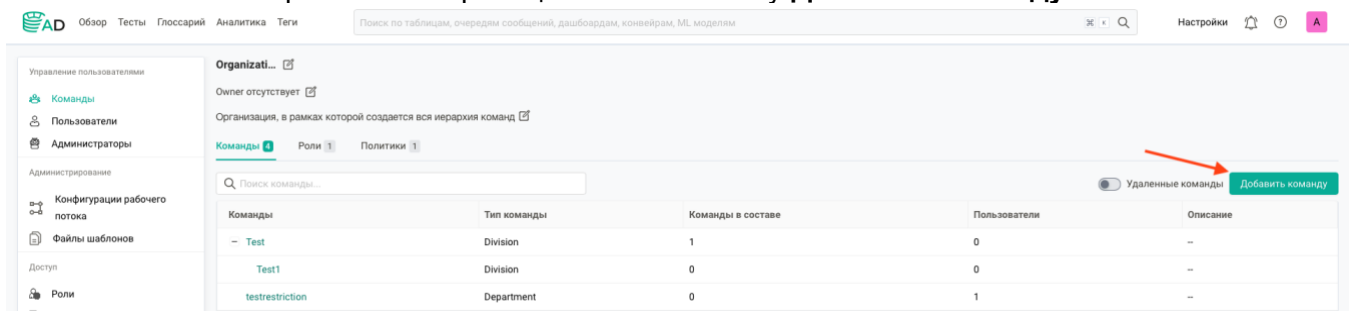 AD Обзор Тесты Глоссарий Аналитика Теги Поиск по таблицам, очередям сообщений, дашбордам, конвейрам, ML моделям ⌘ K Настройки A
Управление пользователями
Команды
Пользователи
Администраторы
Администрирование
Конфигурации рабочего
потока
Файлы шаблонов
Доступ
Роли
Organizati...
Owner отсутствует
Организация, в рамках которой создается вся иерархия команд
Команды 4 Роли 1 Политики 1
Поиск команды... Удаленные команды Добавить команду
Команды Тип команды Команды в составе Пользователи Описание
– Test Division 1 0 --
Test1 Division 0 0 --
testrestriction Department 0 1 --